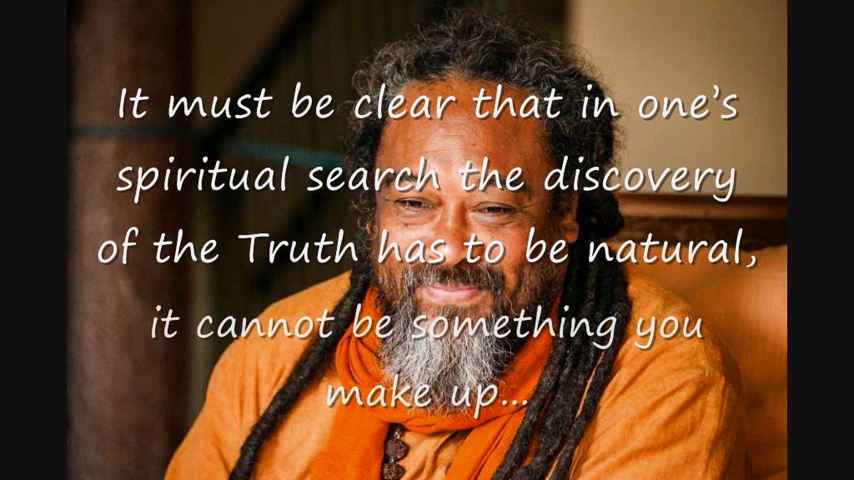 It must be clear that in one's
spiritual search the discovery
of the Truth has to be natural,
it cannot be something you
make up...